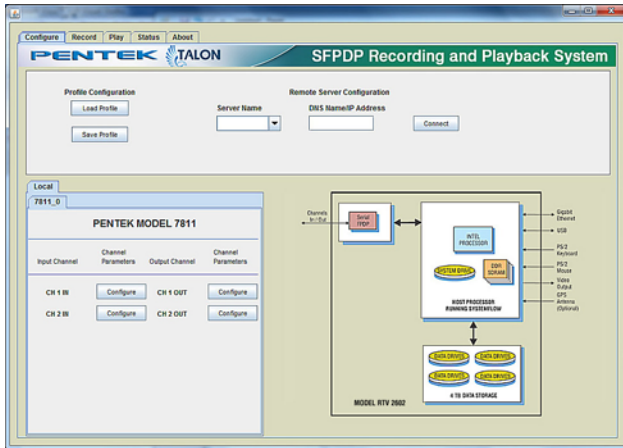 Configure Record Play Status About
PENTEK TALON SFPDP Recording and Playback System
Profile Configuration Remote Server Configuration
Load Profile Server Name DNS Name/IP Address
Connect
Save Profile
Local
7811_0
PENTEK MODEL 7811
Input Channel Channel Parameters Output Channel Channel Parameters
CH 1 IN Configure CH 1 OUT Configure
CH 2 IN Configure CH 2 OUT Configure
Channels
In / Out
Serial
FPDP
INTEL
PROCESSOR
SYSTEM DRIVE
SDRAM
HOST PROCESSOR
RUNNING SYSTEMFLOW
Gigabit
Ethernet
USB
PS/2
Keyboard
PS/2
Mouse
Video
Output
GPS
Antenna
(Optional)
DATA DRIVES DATA DRIVES
DATA DRIVES DATA DRIVES
4 TB DATA STORAGE
MODEL RTV 2602